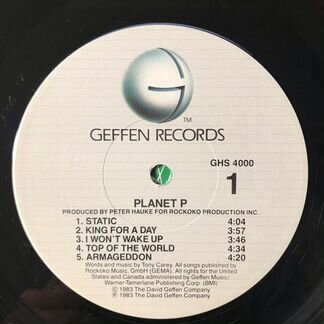 G
TM
GEFFEN RECORDS
GHS 4000
1
PLANET P
PRODUCED BY PETER HAUKE FOR ROCKOKO PRODUCTION INC.
1. STATIC 5:04
2. KING FOR A DAY 3:57
3. I WON'T WAKE UP 3:46
4. TOP OF THE WORLD 4:34
5. ARMAGEDDON 4:20
Words and music by Tony Carey. All songs published by
Rockoko Music, GmbH (GEMA). All rights for the United
States and Canada administered by Geffen Music/
Warner-Tamerlane Publishing Corp. (BMI)
℗ 1983 The David Geffen Company
© 1983 The David Geffen Company